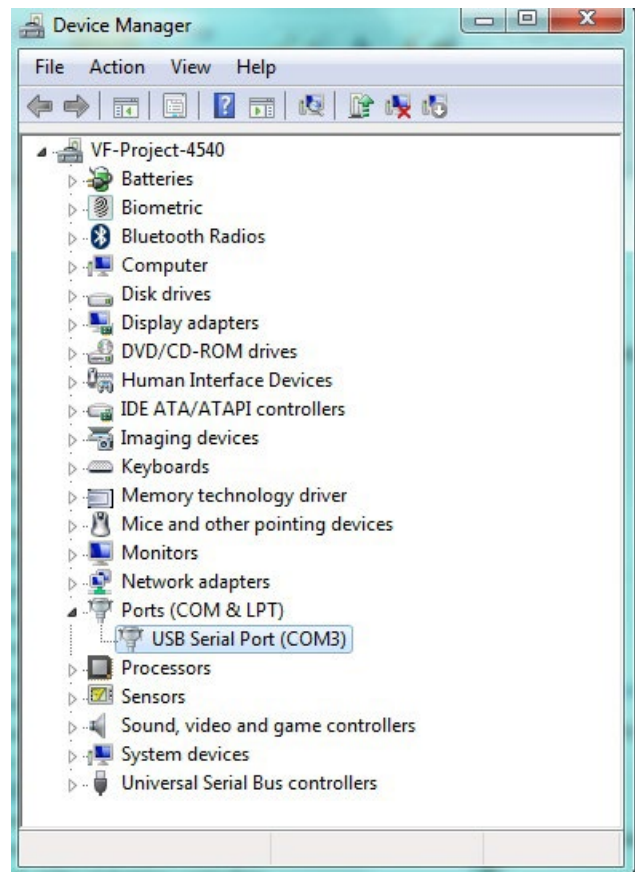 Device Manager
File Action View Help
VF-Project-4540
Batteries
Biometric
Bluetooth Radios
Computer
Disk drives
Display adapters
DVD/CD-ROM drives
Human Interface Devices
IDE ATA/ATAPI controllers
Imaging devices
Keyboards
Memory technology driver
Mice and other pointing devices
Monitors
Network adapters
Ports (COM & LPT)
USB Serial Port (COM3)
Processors
Sensors
Sound, video and game controllers
System devices
Universal Serial Bus controllers